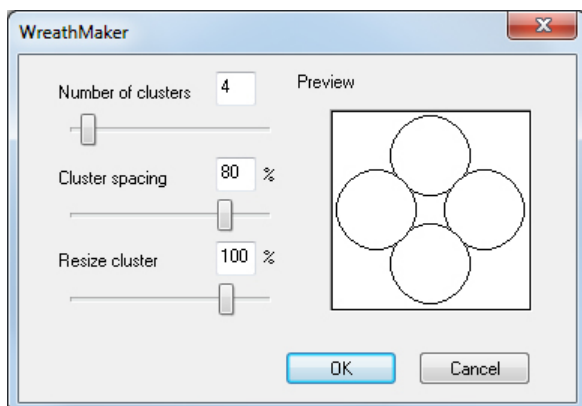 WreathMaker
Number of clusters 4
Preview
Cluster spacing 80 %
Resize cluster 100 %
OK Cancel